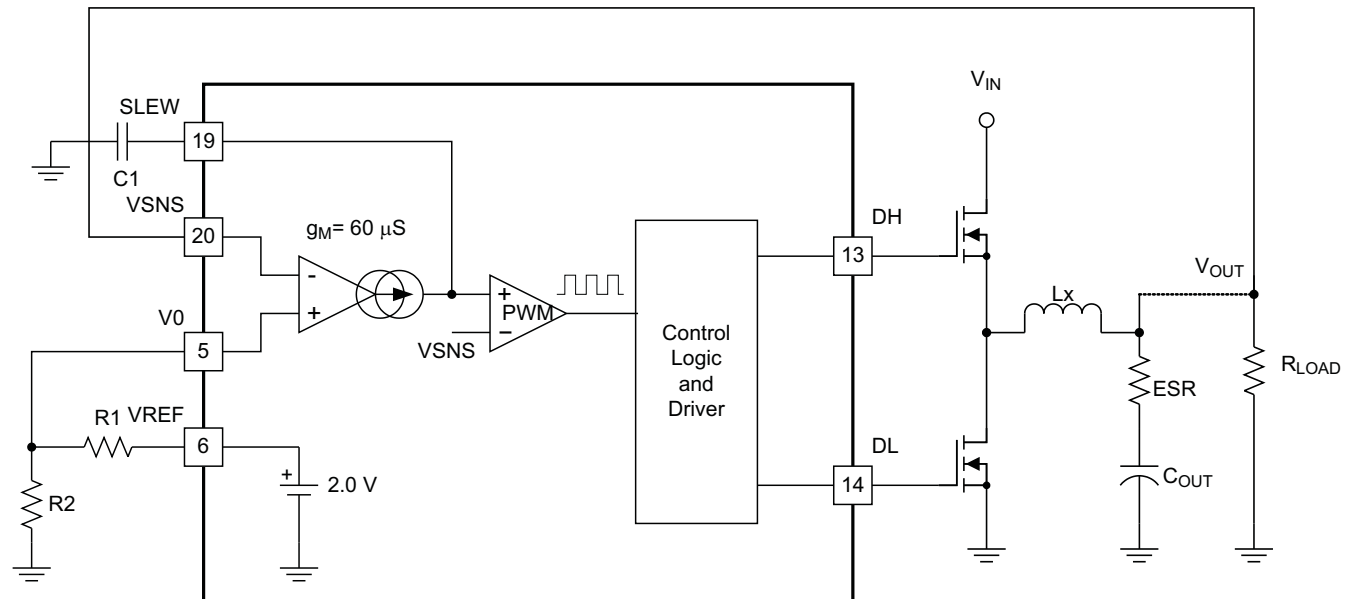 SLEW
19
C1
VSNS
20
gM= 60 μS
V0
5
R1
VREF
6
R2
+
2.0 V
-
+
+
PWM
−
VSNS
Control
Logic
and
Driver
VIN
DH
13
DL
14
Lx
VOUT
ESR
COUT
RLOAD